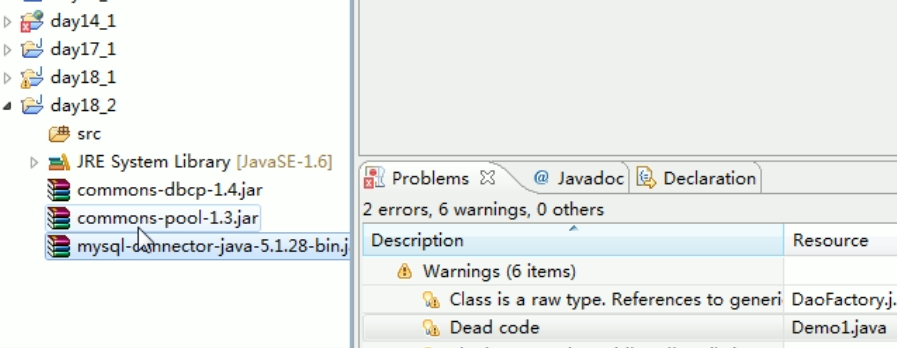 day14_1
day17_1
day18_1
day18_2
src
JRE System Library [JavaSE-1.6]
commons-dbcp-1.4.jar
commons-pool-1.3.jar
mysql-connector-java-5.1.28-bin.j
Problems @ Javadoc Declaration
2 errors, 6 warnings, 0 others
Description Resource
Warnings (6 items)
Class is a raw type. References to generi DaoFactory.j
Dead code Demo1.java